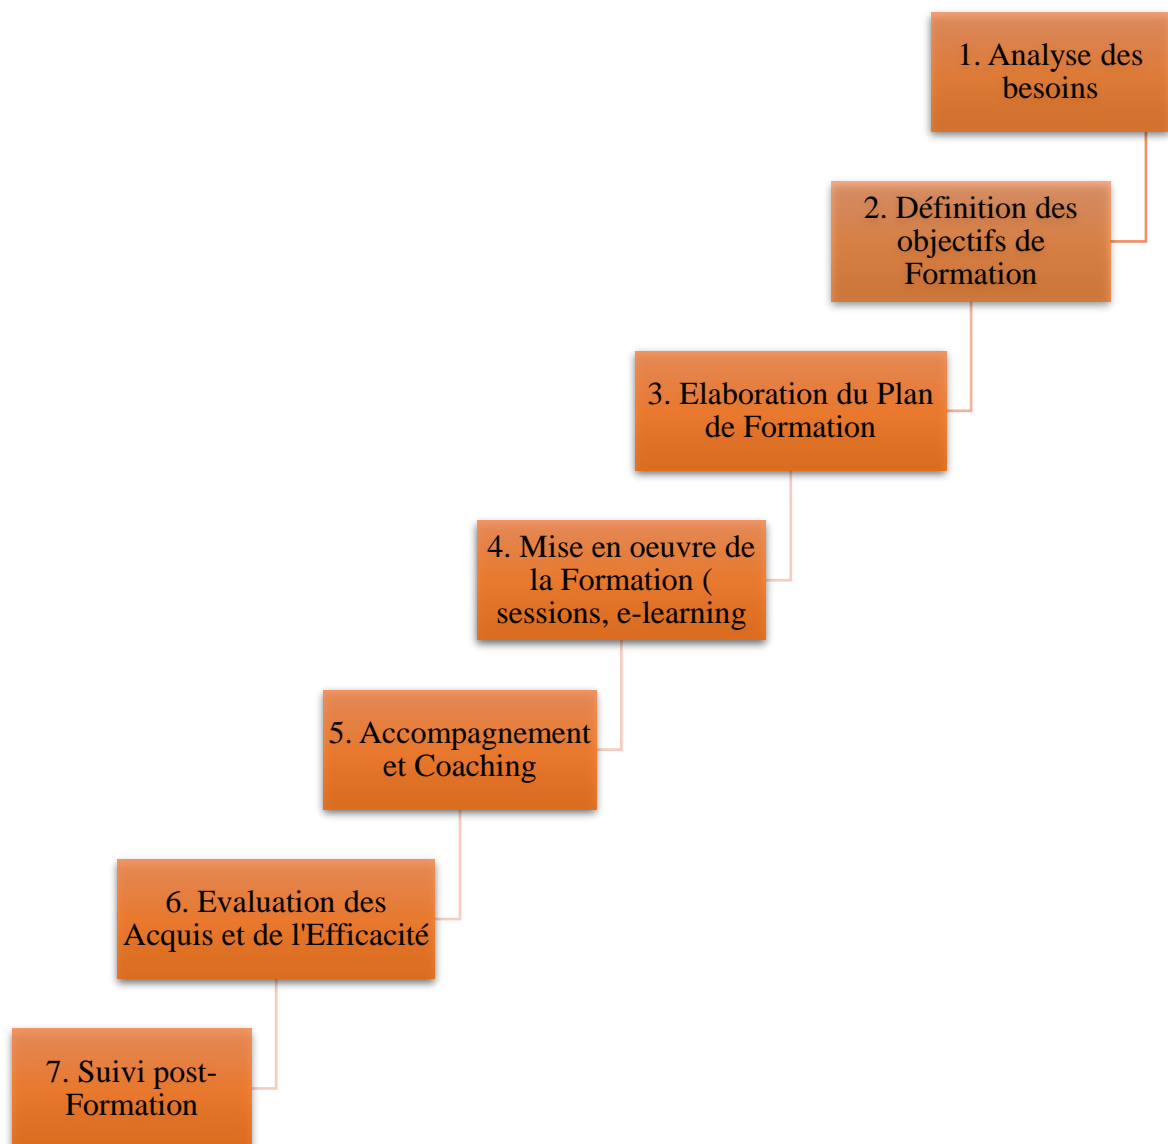 1. Analyse des
besoins
2. Définition des
objectifs de
Formation
3. Elaboration du Plan
de Formation
4. Mise en oeuvre de
la Formation (
sessions, e-learning
5. Accompagnement
et Coaching
6. Evaluation des
Acquis et de l'Efficacité
7. Suivi post-
Formation